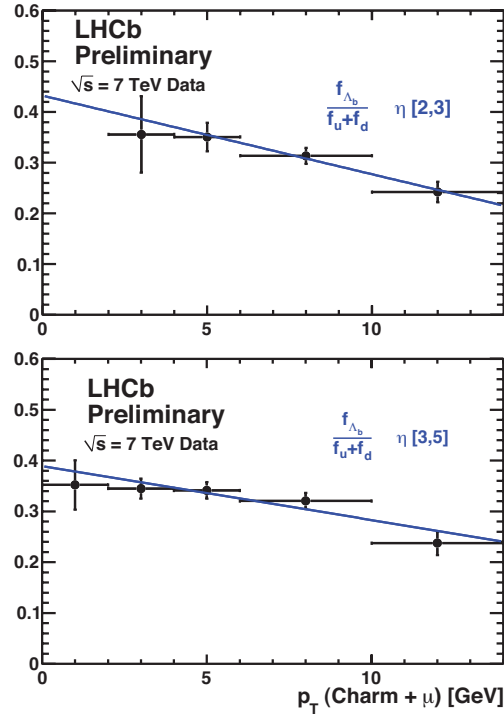 0.6
LHCb
Preliminary
√s = 7 TeV Data
f_Λb / f_u+f_d η [2,3]
0.5
0.4
0.3
0.2
0.1
0
0 5 10
0.6
LHCb
Preliminary
√s = 7 TeV Data
f_Λb / f_u+f_d η [3,5]
0.5
0.4
0.3
0.2
0.1
0
0 5 10
p_T (Charm + μ) [GeV]